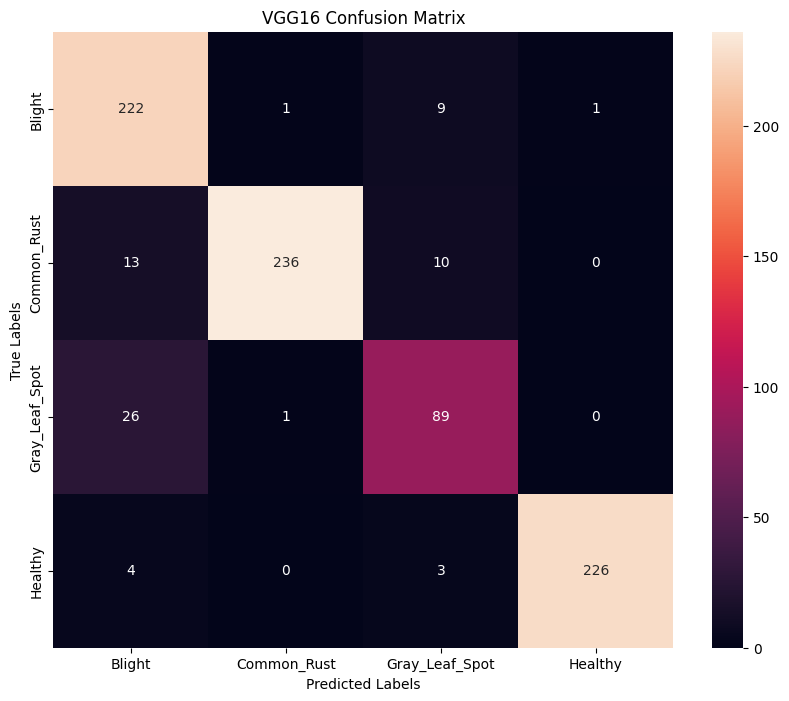 VGG16 Confusion Matrix
True Labels
Blight
222
1
9
1
Common_Rust
13
236
10
0
Gray_Leaf_Spot
26
1
89
0
Healthy
4
0
3
226
Blight
Common_Rust
Gray_Leaf_Spot
Healthy
Predicted Labels
200
150
100
50
0